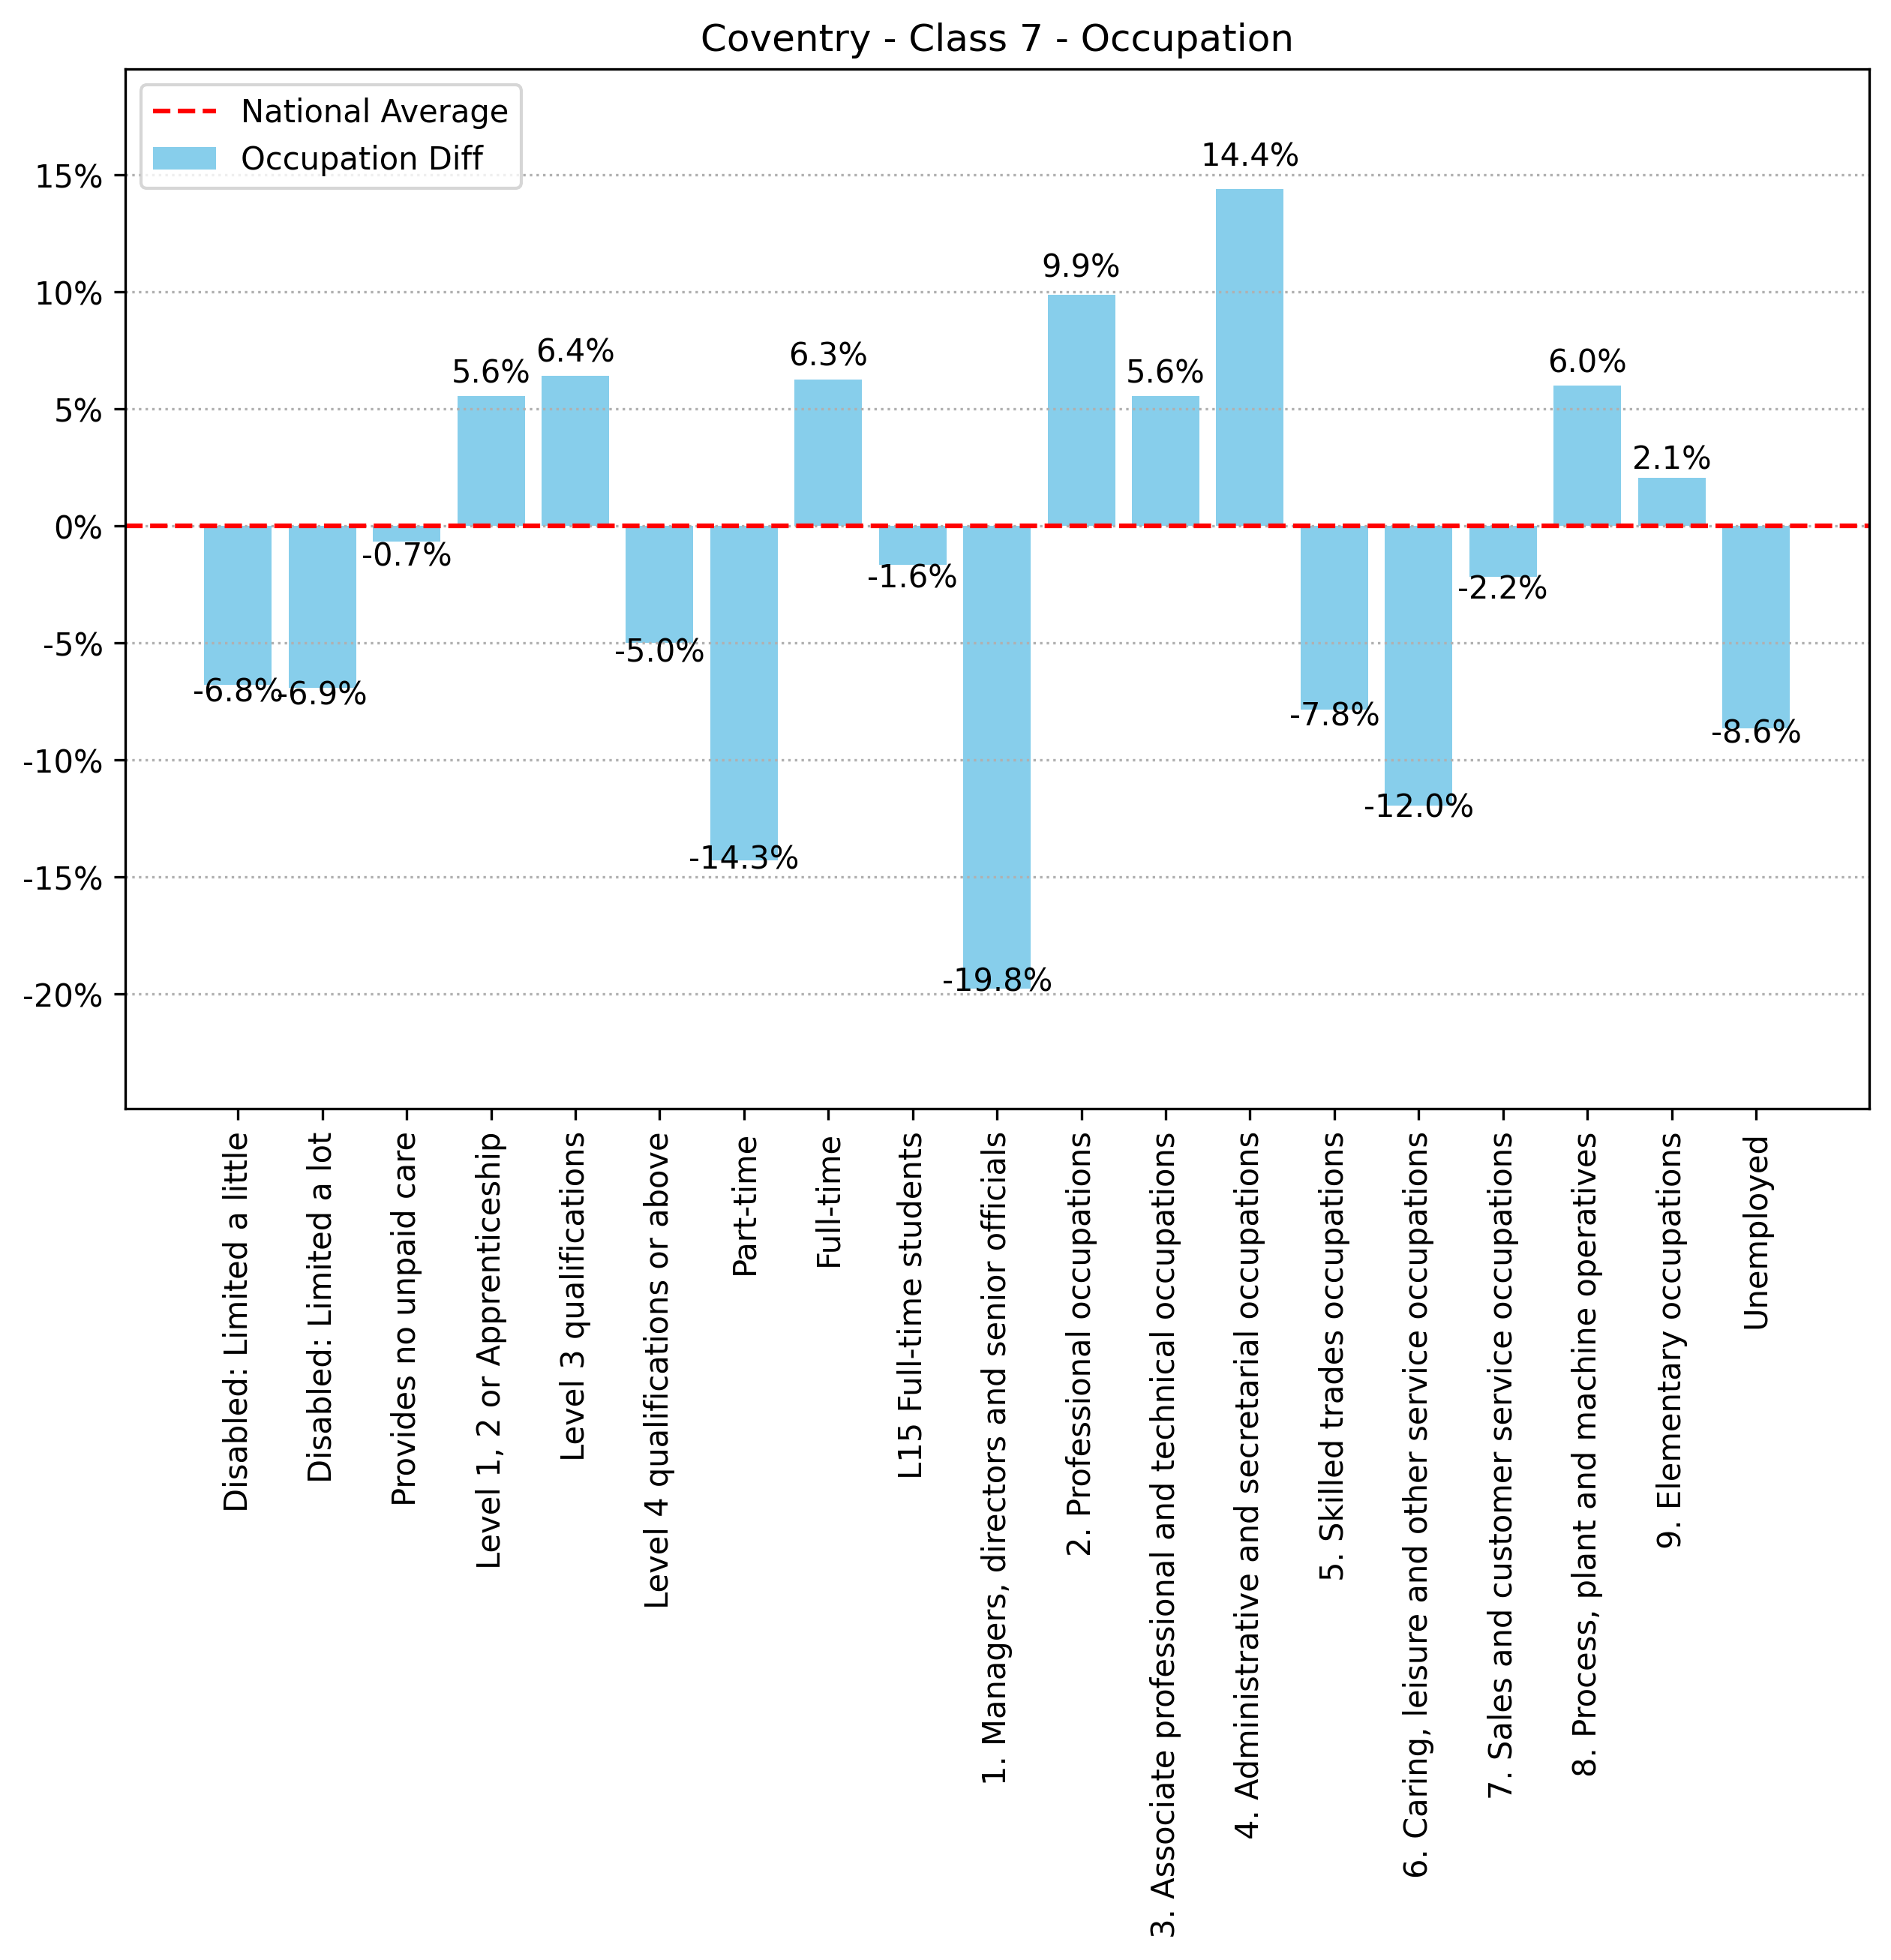 Coventry - Class 7 - Occupation
National Average
Occupation Diff
15%
10%
5%
0%
-5%
-10%
-15%
-20%
-6.8%
-6.9%
-0.7%
5.6%
6.4%
-5.0%
-14.3%
6.3%
-1.6%
-19.8%
9.9%
5.6%
14.4%
-7.8%
-12.0%
-2.2%
6.0%
2.1%
-8.6%
Disabled: Limited a little
Disabled: Limited a lot
Provides no unpaid care
Level 1, 2 or Apprenticeship
Level 3 qualifications
Level 4 qualifications or above
Part-time
Full-time
L15 Full-time students
1. Managers, directors and senior officials
2. Professional occupations
3. Associate professional and technical occupations
4. Administrative and secretarial occupations
5. Skilled trades occupations
6. Caring, leisure and other service occupations
7. Sales and customer service occupations
8. Process, plant and machine operatives
9. Elementary occupations
Unemployed